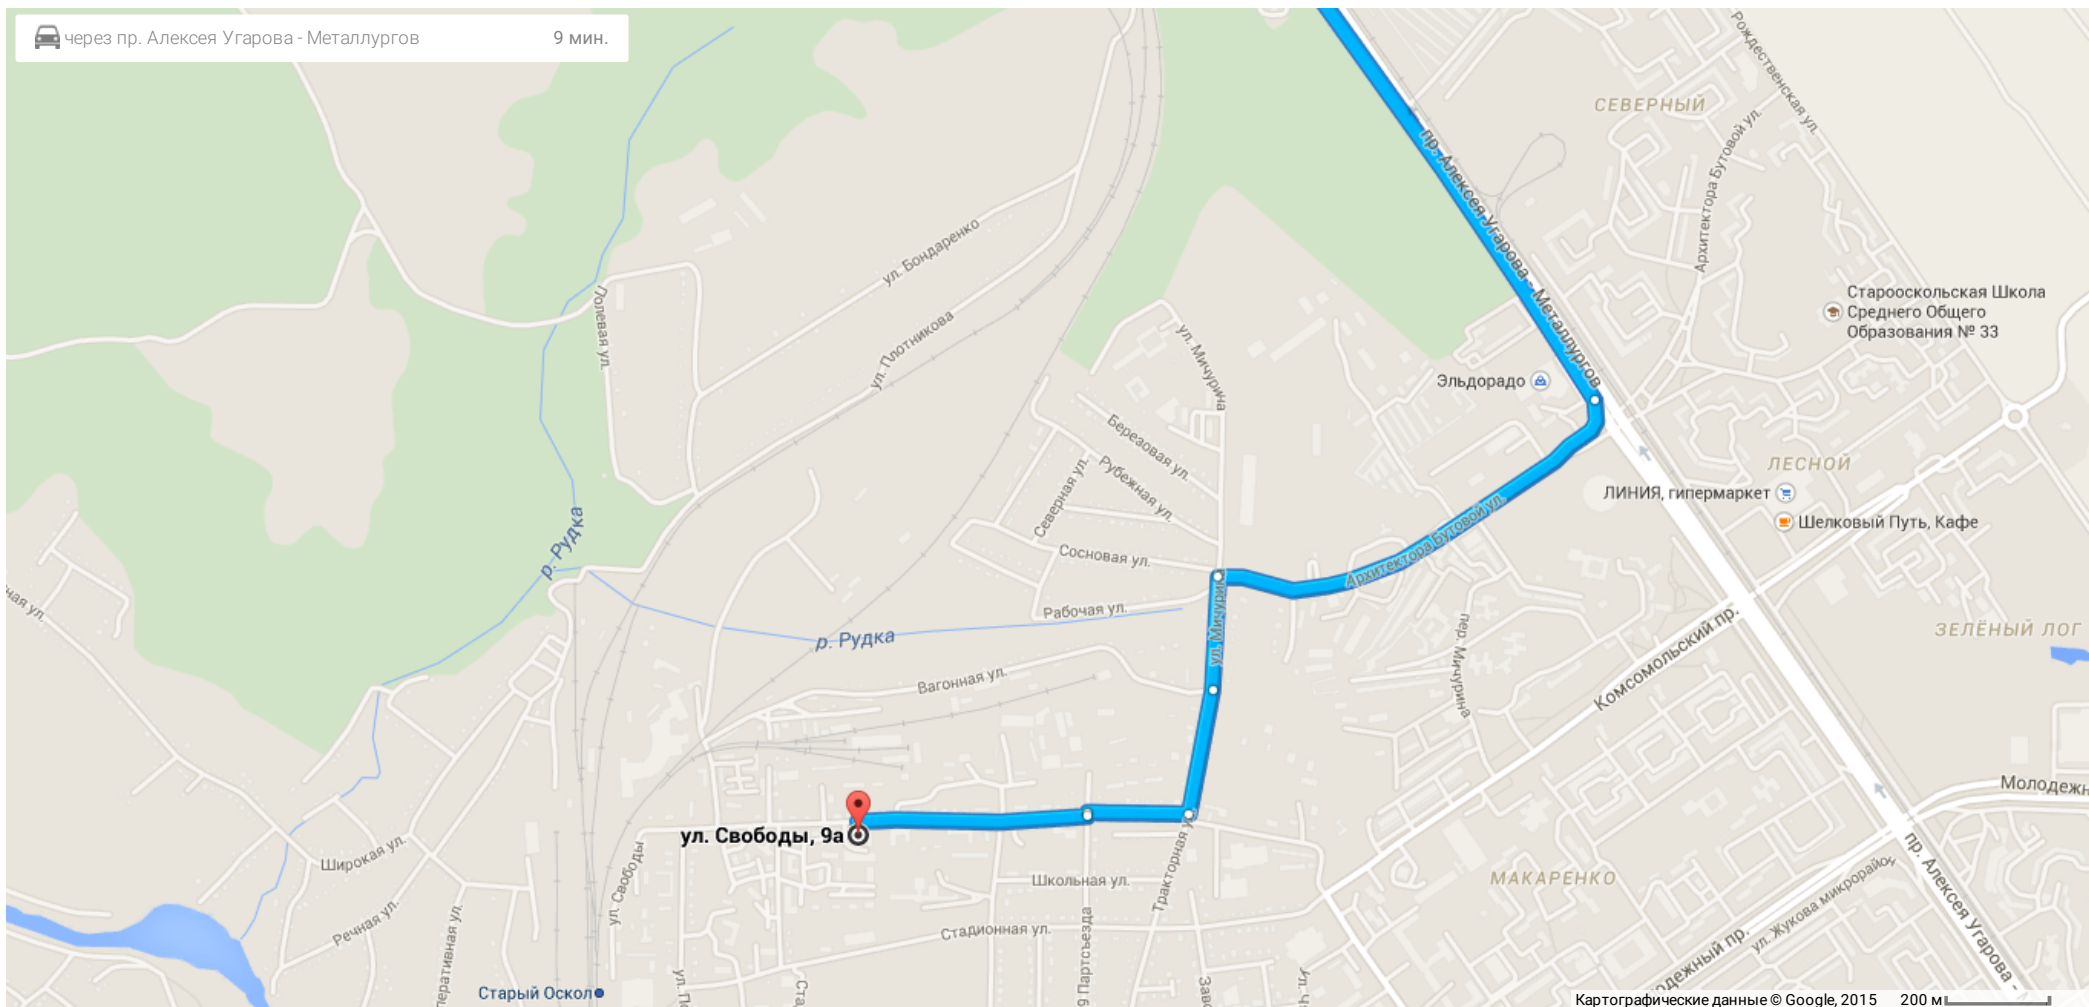 через пр. Алексея Угарова - Металлургов 9 мин.
Рождественская ул.
СЕВЕРНЫЙ
Архитектора Бутовой ул.
пр. Алексея Угарова - Металлургов
ул. Бондаренко
Полевая ул.
ул. Плотникова
ул. Мичурина
Старооскольская Школа
Среднего Общего
Образования № 33
Эльдорадо
Березовая ул.
Рубежная ул.
Северная ул.
ЛЕСНОЙ
ЛИНИЯ, гипермаркет
Шелковый Путь, Кафе
Архитектора Бутовой ул.
р. Рудка
Сосновая ул.
Рабочая ул.
ул. Мичурина
р. Рудка
пер. Мичурина
Комсомольский пр.
ЗЕЛЁНЫЙ ЛОГ
Вагонная ул.
Молодежн
ул. Свободы, 9а
Широкая ул.
ул. Свободы
Школьная ул.
Тракторная ул.
МАКАРЕНКО
пр. Алексея Угарова -
ул. Жукова микрорайон
Речная ул.
Стадионная ул.
9 Партсъезда
одежный пр.
еративная ул.
Старый Оскол
Картографические данные © Google, 2015 200 м